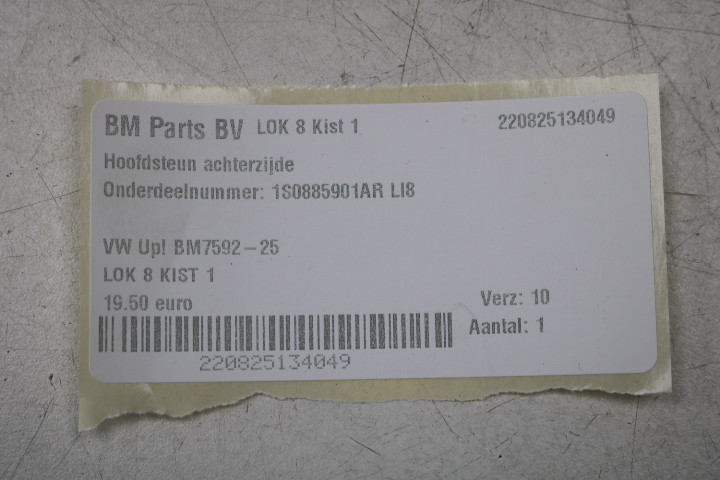 BM Parts BV LOK 8 Kist 1 220825134049
Hoofdsteun achterzijde
Onderdeelnummer: 1S0885901AR LI8
VW Up! BM7592-25
LOK 8 KIST 1
19.50 euro Verz: 10
Aantal: 1
220825134049